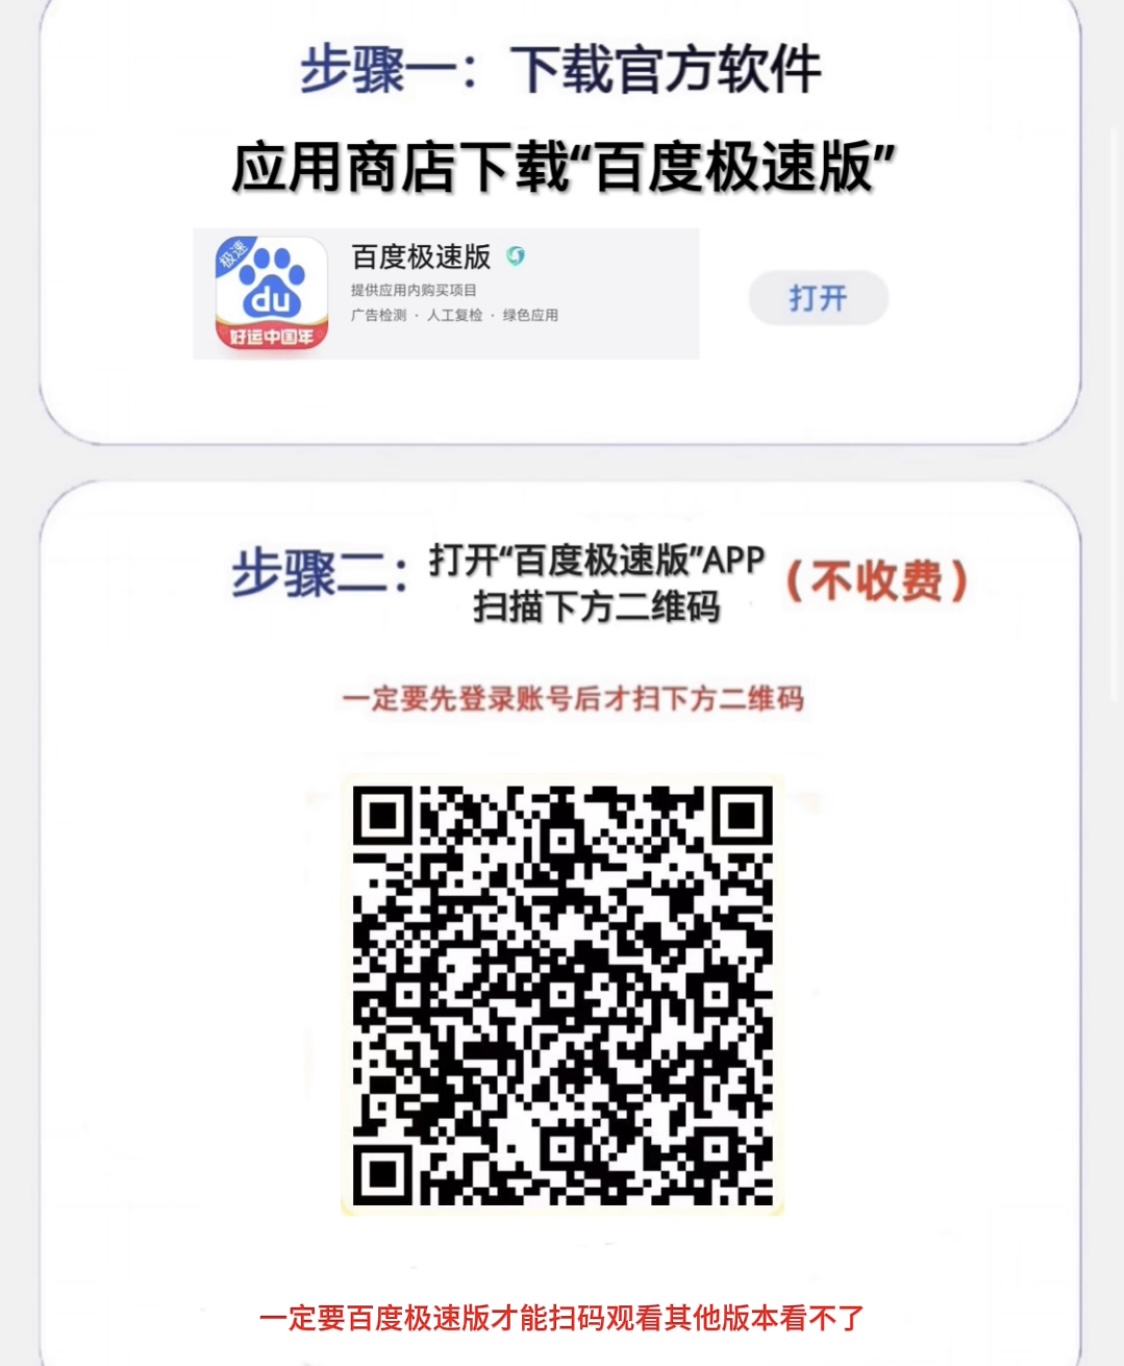 步骤一：下载官方软件
应用商店下载“百度极速版”
极速
du
好运中国年
百度极速版
提供应用内购买项目
广告检测 · 人工复检 · 绿色应用
打开
步骤二：打开“百度极速版”APP（不收费）
扫描下方二维码
一定要先登录账号后才扫下方二维码
一定要百度极速版才能扫码观看其他版本看不了